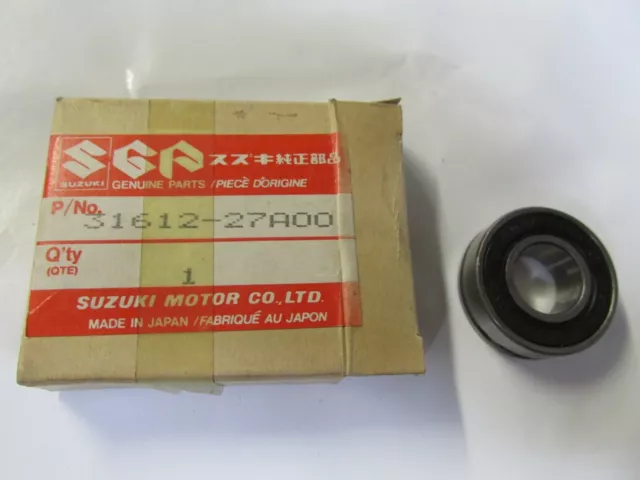 SUZUKI
SGP スズキ純正部品
GENUINE PARTS / PIECÈ D'ORIGINE
P/No. 31612-27A00
Q'ty
(QTE)
1
SUZUKI MOTOR CO., LTD.
MADE IN JAPAN / FABRIQUÉ AU JAPON